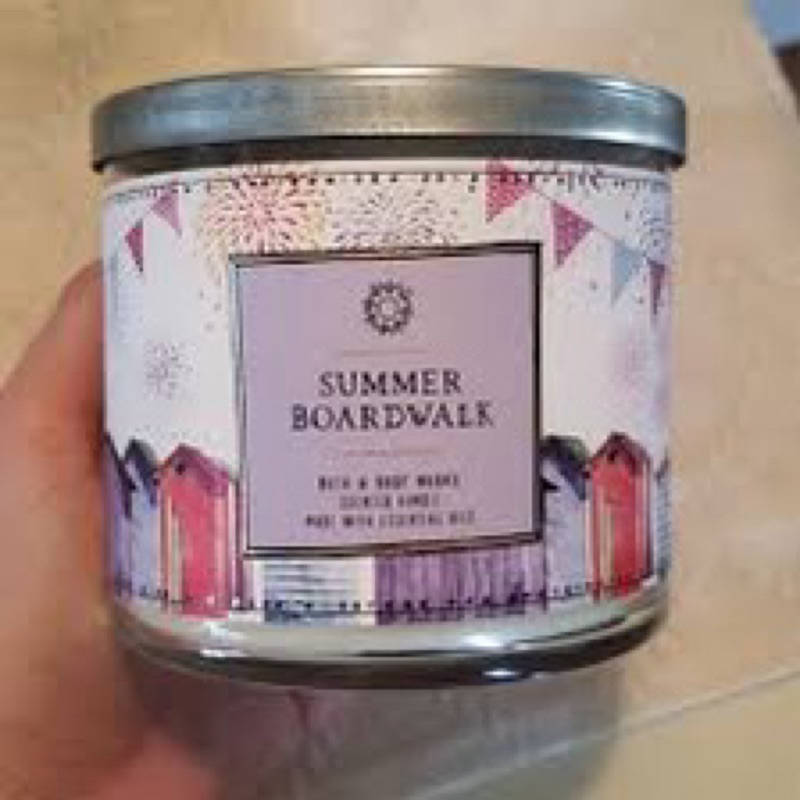 SUMMER
BOARDWALK
BATH & BODY WORKS
SCENTED CANDLE
MADE WITH ESSENTIAL OILS